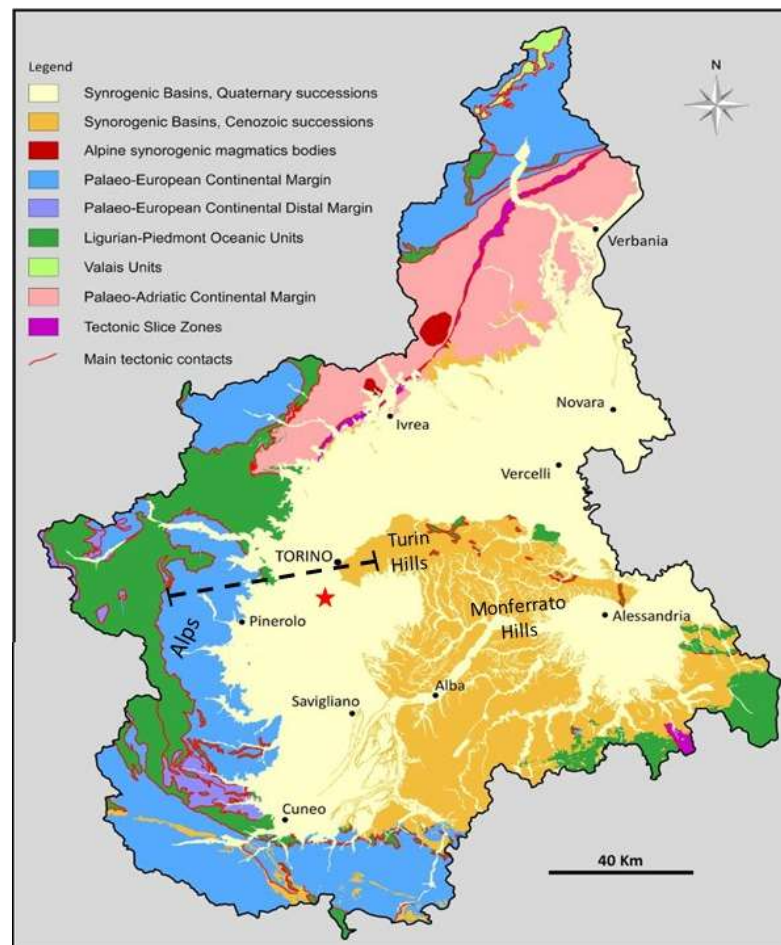 Legend
Synrogenic Basins, Quaternary successions
Synorogenic Basins, Cenozoic successions
Alpine synorogenic magmatics bodies
Palaeo-European Continental Margin
Palaeo-European Continental Distal Margin
Ligurian-Piedmont Oceanic Units
Valais Units
Palaeo-Adriatic Continental Margin
Tectonic Slice Zones
Main tectonic contacts
N
Verbania
Novara
Ivrea
Vercelli
TORINO
Turin
Hills
Monferrato
Hills
Alessandria
Pinerolo
Alps
Alba
Savigliano
Cuneo
40 Km